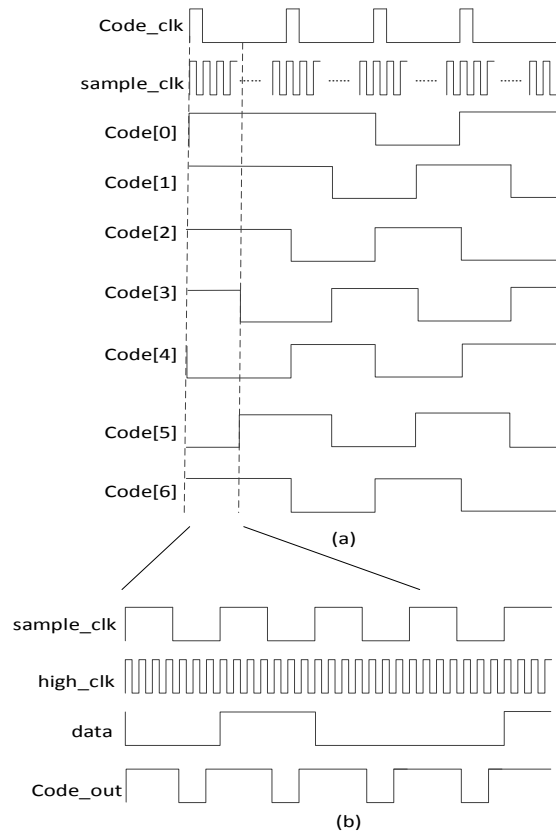 Code_clk
sample_clk
Code[0]
Code[1]
Code[2]
Code[3]
Code[4]
Code[5]
Code[6]
(a)
sample_clk
high_clk
data
Code_out
(b)